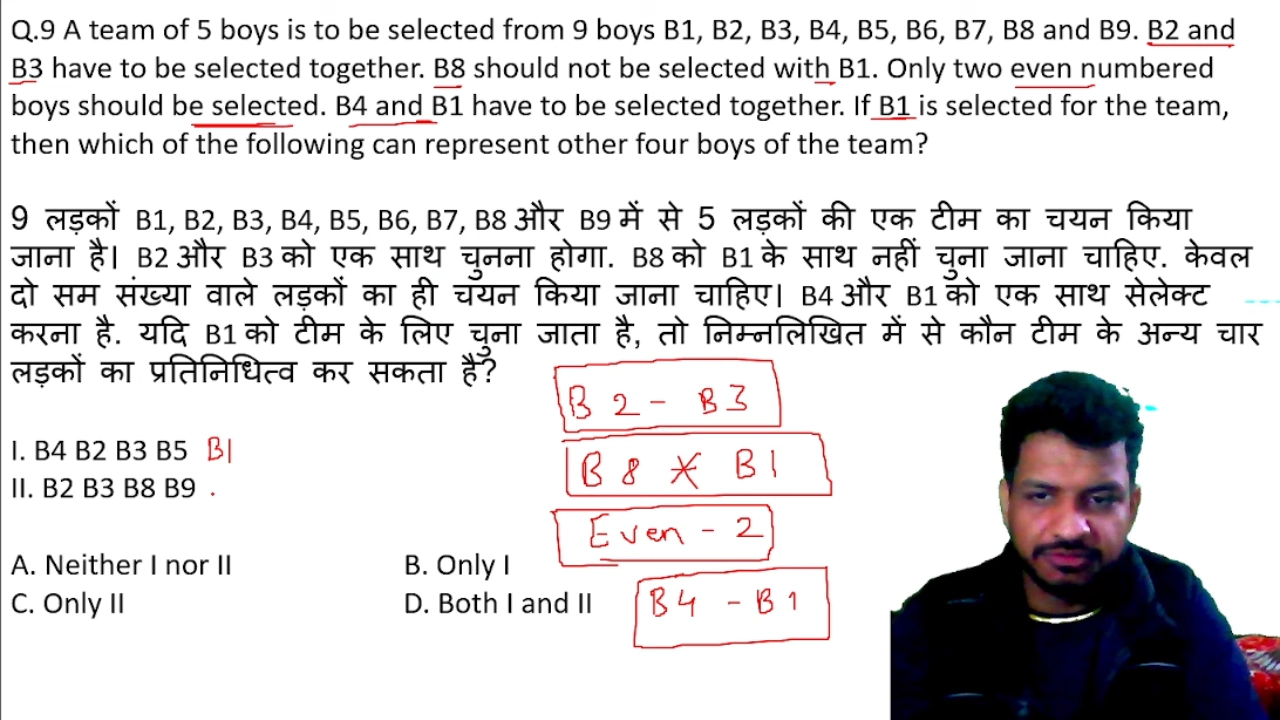 Q.9 A team of 5 boys is to be selected from 9 boys B1, B2, B3, B4, B5, B6, B7, B8 and B9. B2 and
B3 have to be selected together. B8 should not be selected with B1. Only two even numbered
boys should be selected. B4 and B1 have to be selected together. If B1 is selected for the team,
then which of the following can represent other four boys of the team?
9 लड़कों B1, B2, B3, B4, B5, B6, B7, B8 और B9 में से 5 लड़कों की एक टीम का चयन किया
जाना है। B2 और B3 को एक साथ चुनना होगा. B8 को B1 के साथ नहीं चुना जाना चाहिए. केवल
दो सम संख्या वाले लड़कों का ही चयन किया जाना चाहिए। B4 और B1 को एक साथ सेलेक्ट
करना है. यदि B1 को टीम के लिए चुना जाता है, तो निम्नलिखित में से कौन टीम के अन्य चार
लड़कों का प्रतिनिधित्व कर सकता है?
B 2 - B3
I. B4 B2 B3 B5 B1
B 8 × B 1
II. B2 B3 B8 B9
Even - 2
A. Neither I nor II B. Only I
C. Only II D. Both I and II
B4 - B1